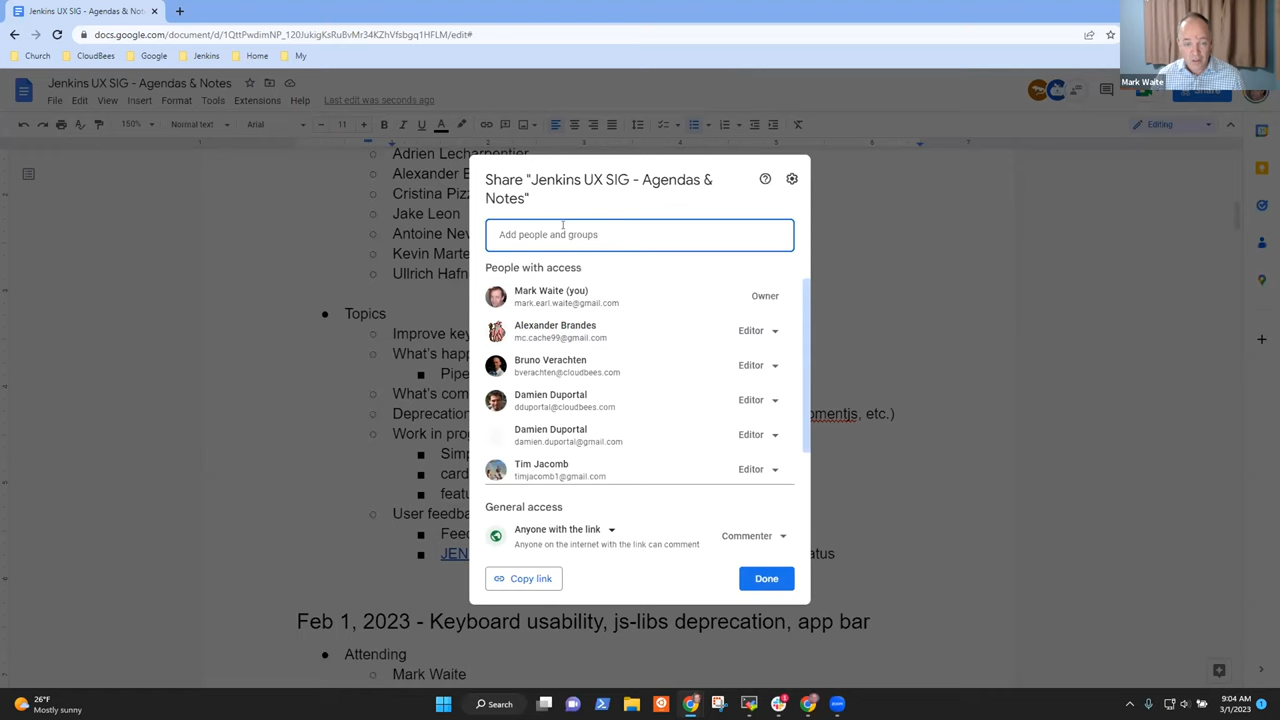 Jenkins UX SIG - Agendas & No
docs.google.com/document/d/1QttPwdimNP_120JukigKsRuBvMr34KZhVfsbgq1HFLM/edit#
Church CloudBees Google Jenkins Home My
Mark Waite
Jenkins UX SIG - Agendas & Notes
File Edit View Insert Format Tools Extensions Help Last edit was seconds ago
Share
150% Normal text Arial 11 Editing
Adrien Lecharpentier
Alexander B
Cristina Pizz
Jake Leon
Antoine Nev
Kevin Marte
Ullrich Hafn
Topics
Improve key
What's happ
Pipe
What's com
Deprecation
omentjs, etc.)
Work in prog
Simp
card
featu
User feedba
Feed
JEN
atus
Share "Jenkins UX SIG - Agendas &
Notes"
Add people and groups
People with access
Mark Waite (you)
mark.earl.waite@gmail.com
Owner
Alexander Brandes
mc.cache99@gmail.com
Editor
Bruno Verachten
bverachten@cloudbees.com
Editor
Damien Duportal
dduportal@cloudbees.com
Editor
Damien Duportal
damien.duportal@gmail.com
Editor
Tim Jacomb
timjacomb1@gmail.com
Editor
General access
Anyone with the link
Anyone on the internet with the link can comment
Commenter
Copy link
Done
Feb 1, 2023 - Keyboard usability, js-libs deprecation, app bar
Attending
Mark Waite
26°F
Mostly sunny
Search
9:04 AM
3/1/2023